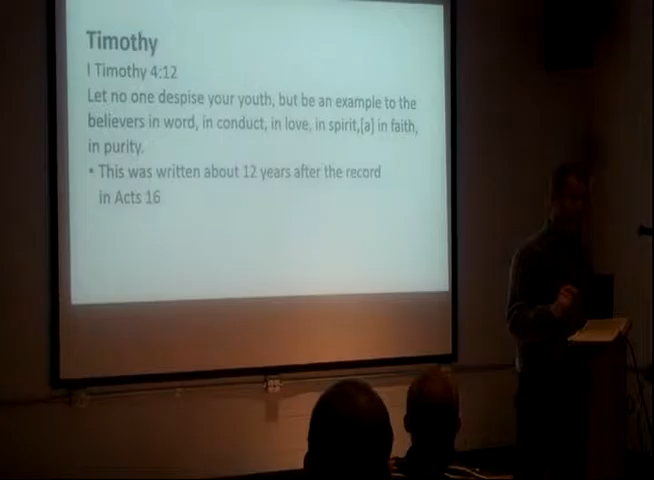 Timothy
I Timothy 4:12
Let no one despise your youth, but be an example to the
believers in word, in conduct, in love, in spirit,[a] in faith,
in purity.
• This was written about 12 years after the record
in Acts 16